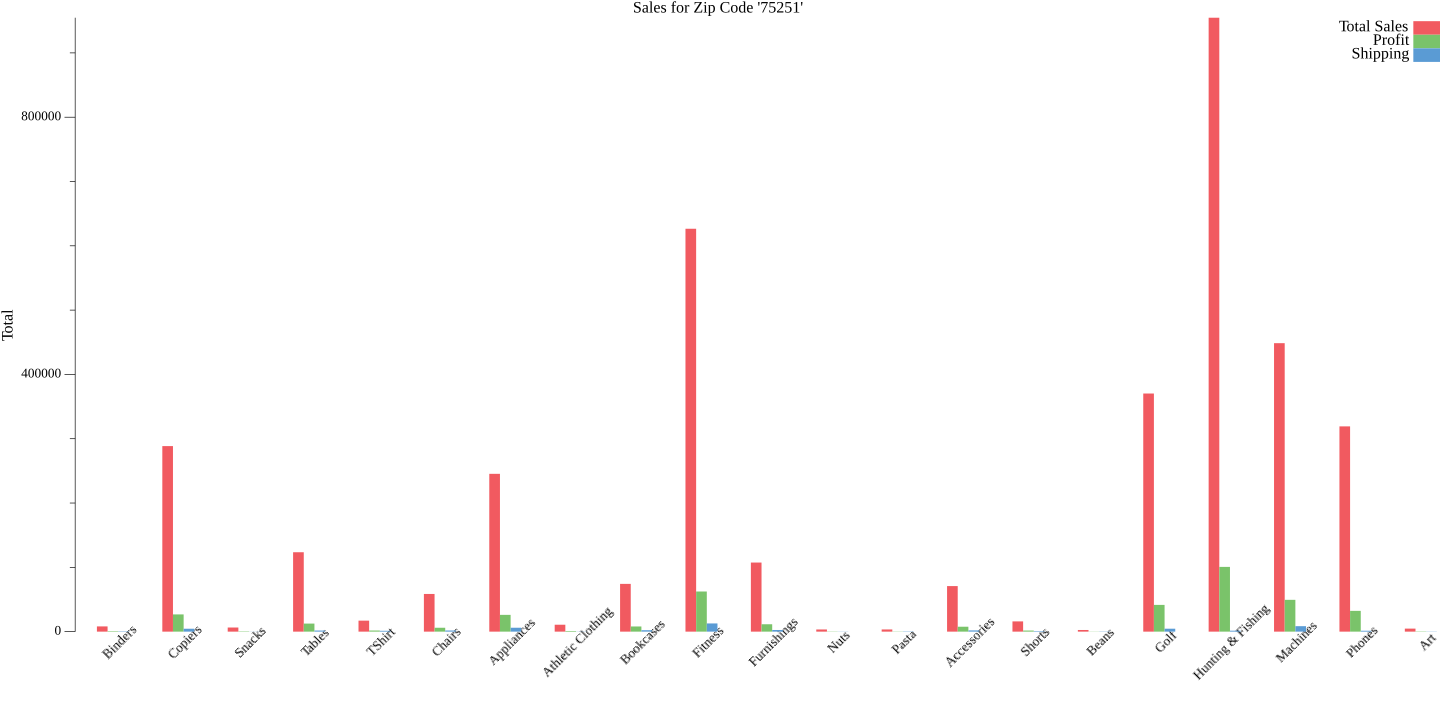 Sales for Zip Code '75251'
Total Sales
Profit
Shipping
800000
400000
0
Total
Binders
Copiers
Snacks
Tables
TShirt
Chairs
Appliances
Athletic Clothing
Bookcases
Fitness
Furnishings
Nuts
Pasta
Accessories
Shorts
Beans
Golf
Hunting & Fishing
Machines
Phones
Art